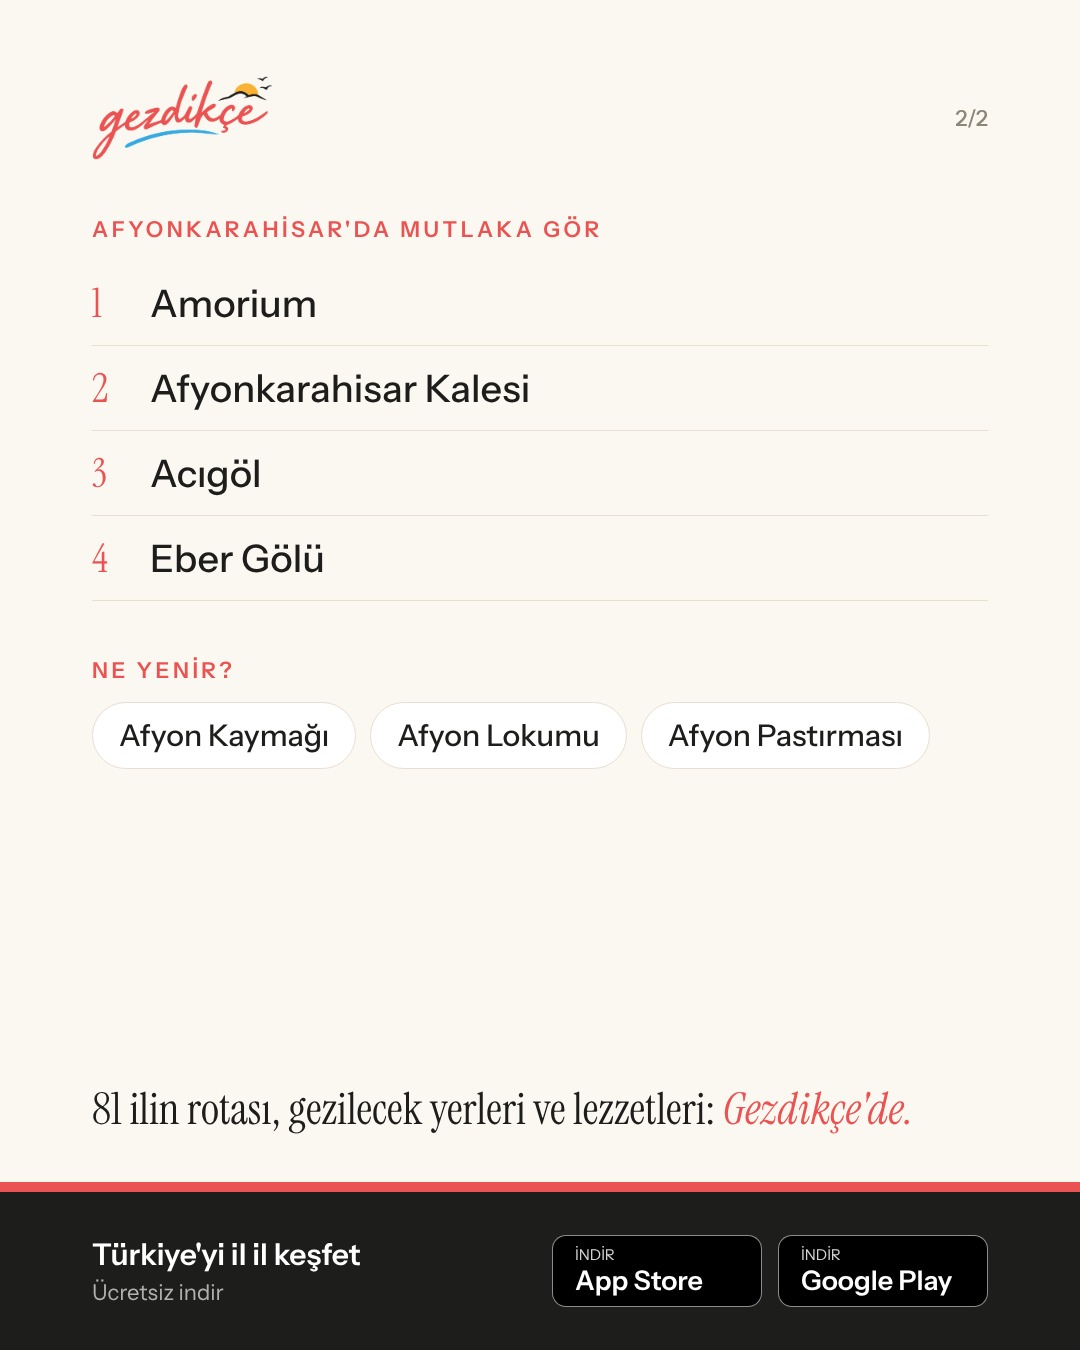 gezdikçe
2/2
AFYONKARAHİSAR'DA MUTLAKA GÖR
1 Amorium
2 Afyonkarahisar Kalesi
3 Acıgöl
4 Eber Gölü
NE YENİR?
Afyon Kaymağı Afyon Lokumu Afyon Pastırması
81 ilin rotası, gezilecek yerleri ve lezzetleri: Gezdikçe'de.
Türkiye'yi il il keşfet
Ücretsiz indir
İNDİR
App Store
İNDİR
Google Play